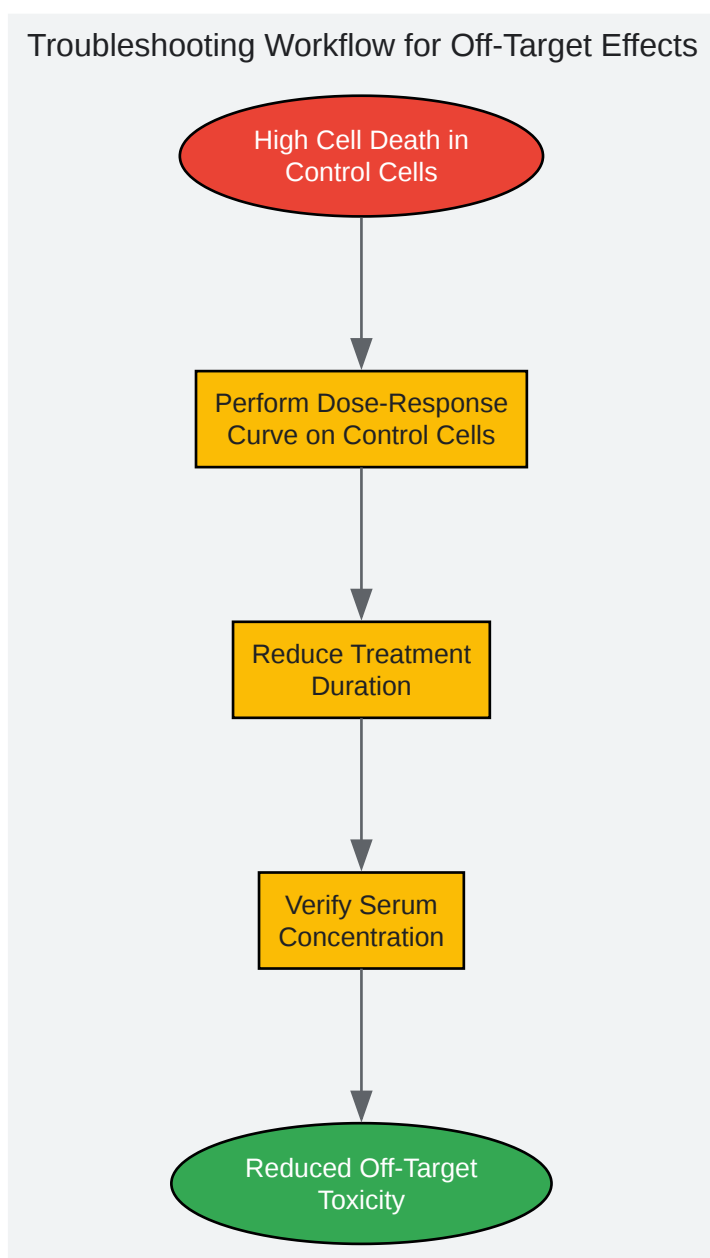 Troubleshooting Workflow for Off-Target Effects
High Cell Death in
Control Cells
Perform Dose-Response
Curve on Control Cells
Reduce Treatment
Duration
Verify Serum
Concentration
Reduced Off-Target
Toxicity